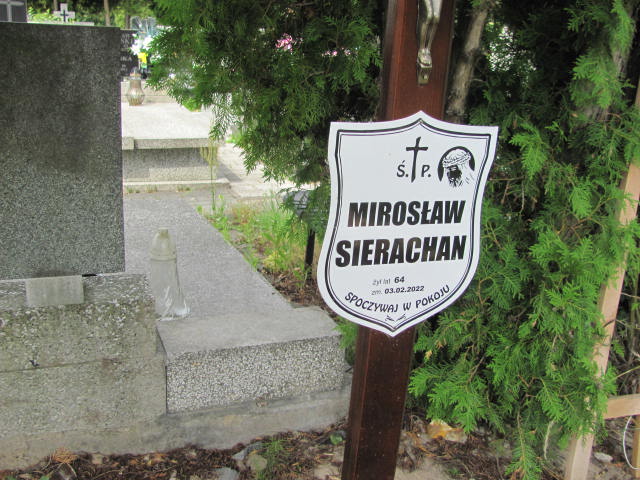 Ś. P.
MIROSŁAW
SIERACHAN
żył lat 64
zm. 03.02.2022
SPOCZYWAJ W POKOJU